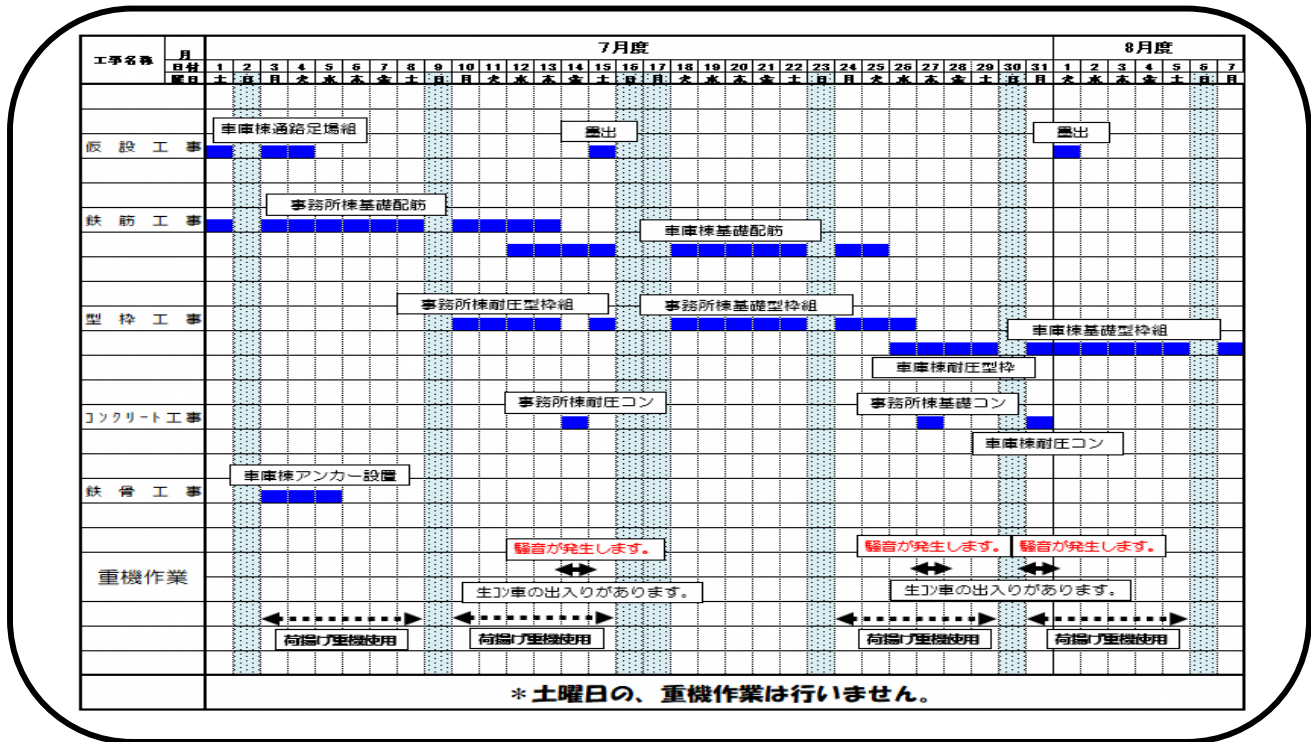 工事名称 月 7月度 8月度
日付 1 2 3 4 5 6 7 8 9 10 11 12 13 14 15 16 17 18 19 20 21 22 23 24 25 26 27 28 29 30 31 1 2 3 4 5 6 7
曜日 土 日 月 火 水 木 金 土 日 月 火 水 木 金 土 日 月 火 水 木 金 土 日 月 火 水 木 金 土 日 月 火 水 木 金 土 日 月
車庫棟通路足場組 墨出 墨出
仮設工事
事務所棟基礎配筋
鉄筋工事
車庫棟基礎配筋
事務所棟耐圧型枠組 事務所棟基礎型枠組
型枠工事
車庫棟基礎型枠組
車庫棟耐圧型枠
事務所棟耐圧コン 事務所棟基礎コン
コンクリート工事
車庫棟耐圧コン
車庫棟アンカー設置
鉄骨工事
騒音が発生します。 騒音が発生します。 騒音が発生します。
重機作業
生コン車の出入りがあります。 生コン車の出入りがあります。
荷揚げ重機使用 荷揚げ重機使用 荷揚げ重機使用 荷揚げ重機使用
＊土曜日の、重機作業は行いません。